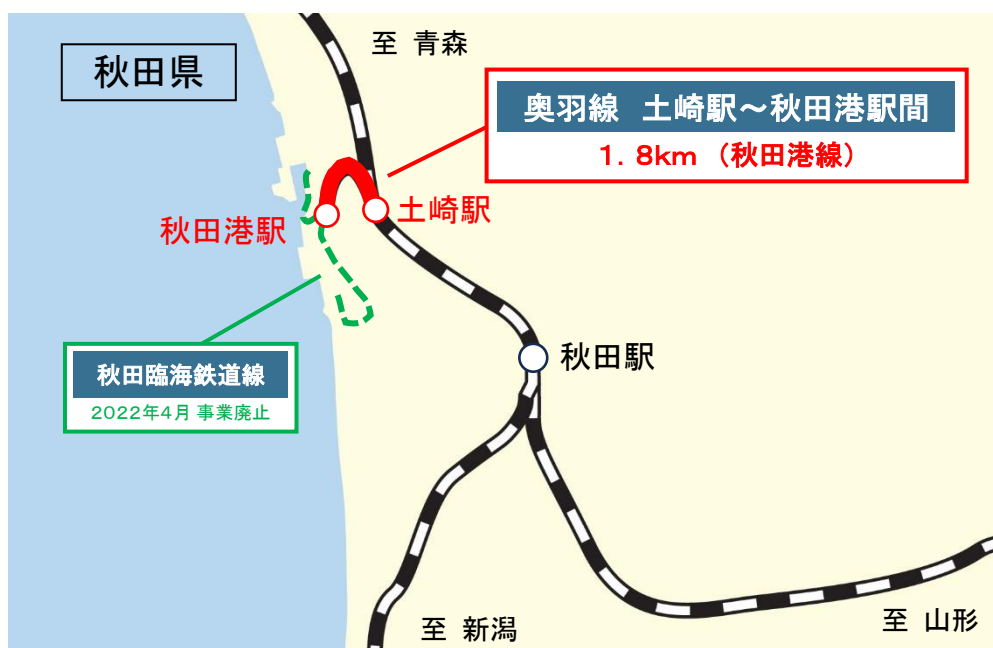 至 青森
秋田県
奥羽線 土崎駅～秋田港駅間
1.8km （秋田港線）
土崎駅
秋田港駅
秋田駅
秋田臨海鉄道線
2022年4月 事業廃止
至 山形
至 新潟